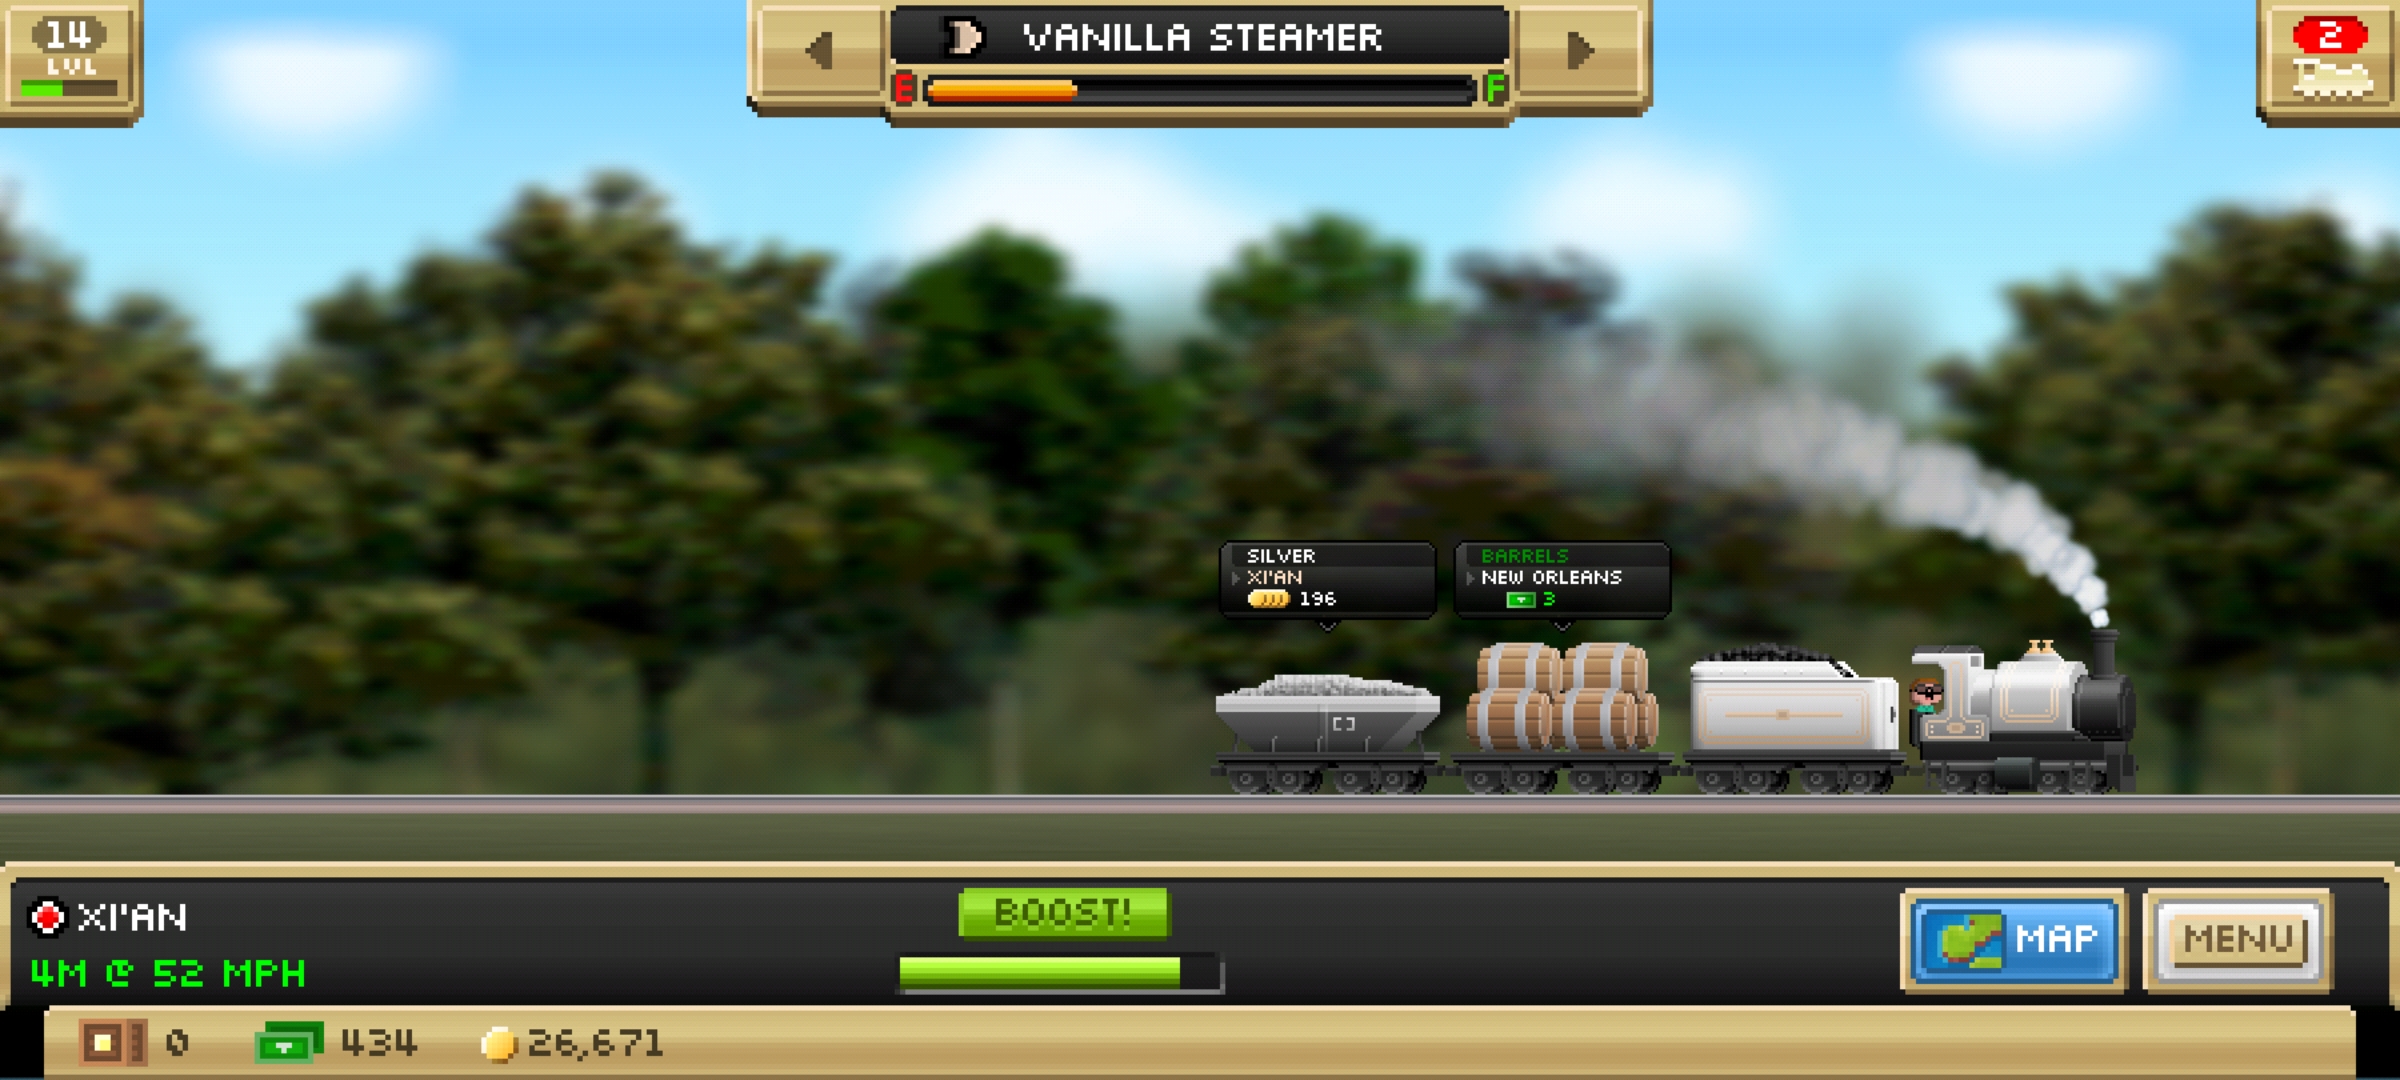 14
LVL
VANILLA STEAMER
E
F
2
SILVER
XI'AN
196
BARRELS
NEW ORLEANS
3
XI'AN
4M @ 52 MPH
BOOST!
MAP
MENU
0
434
26,671